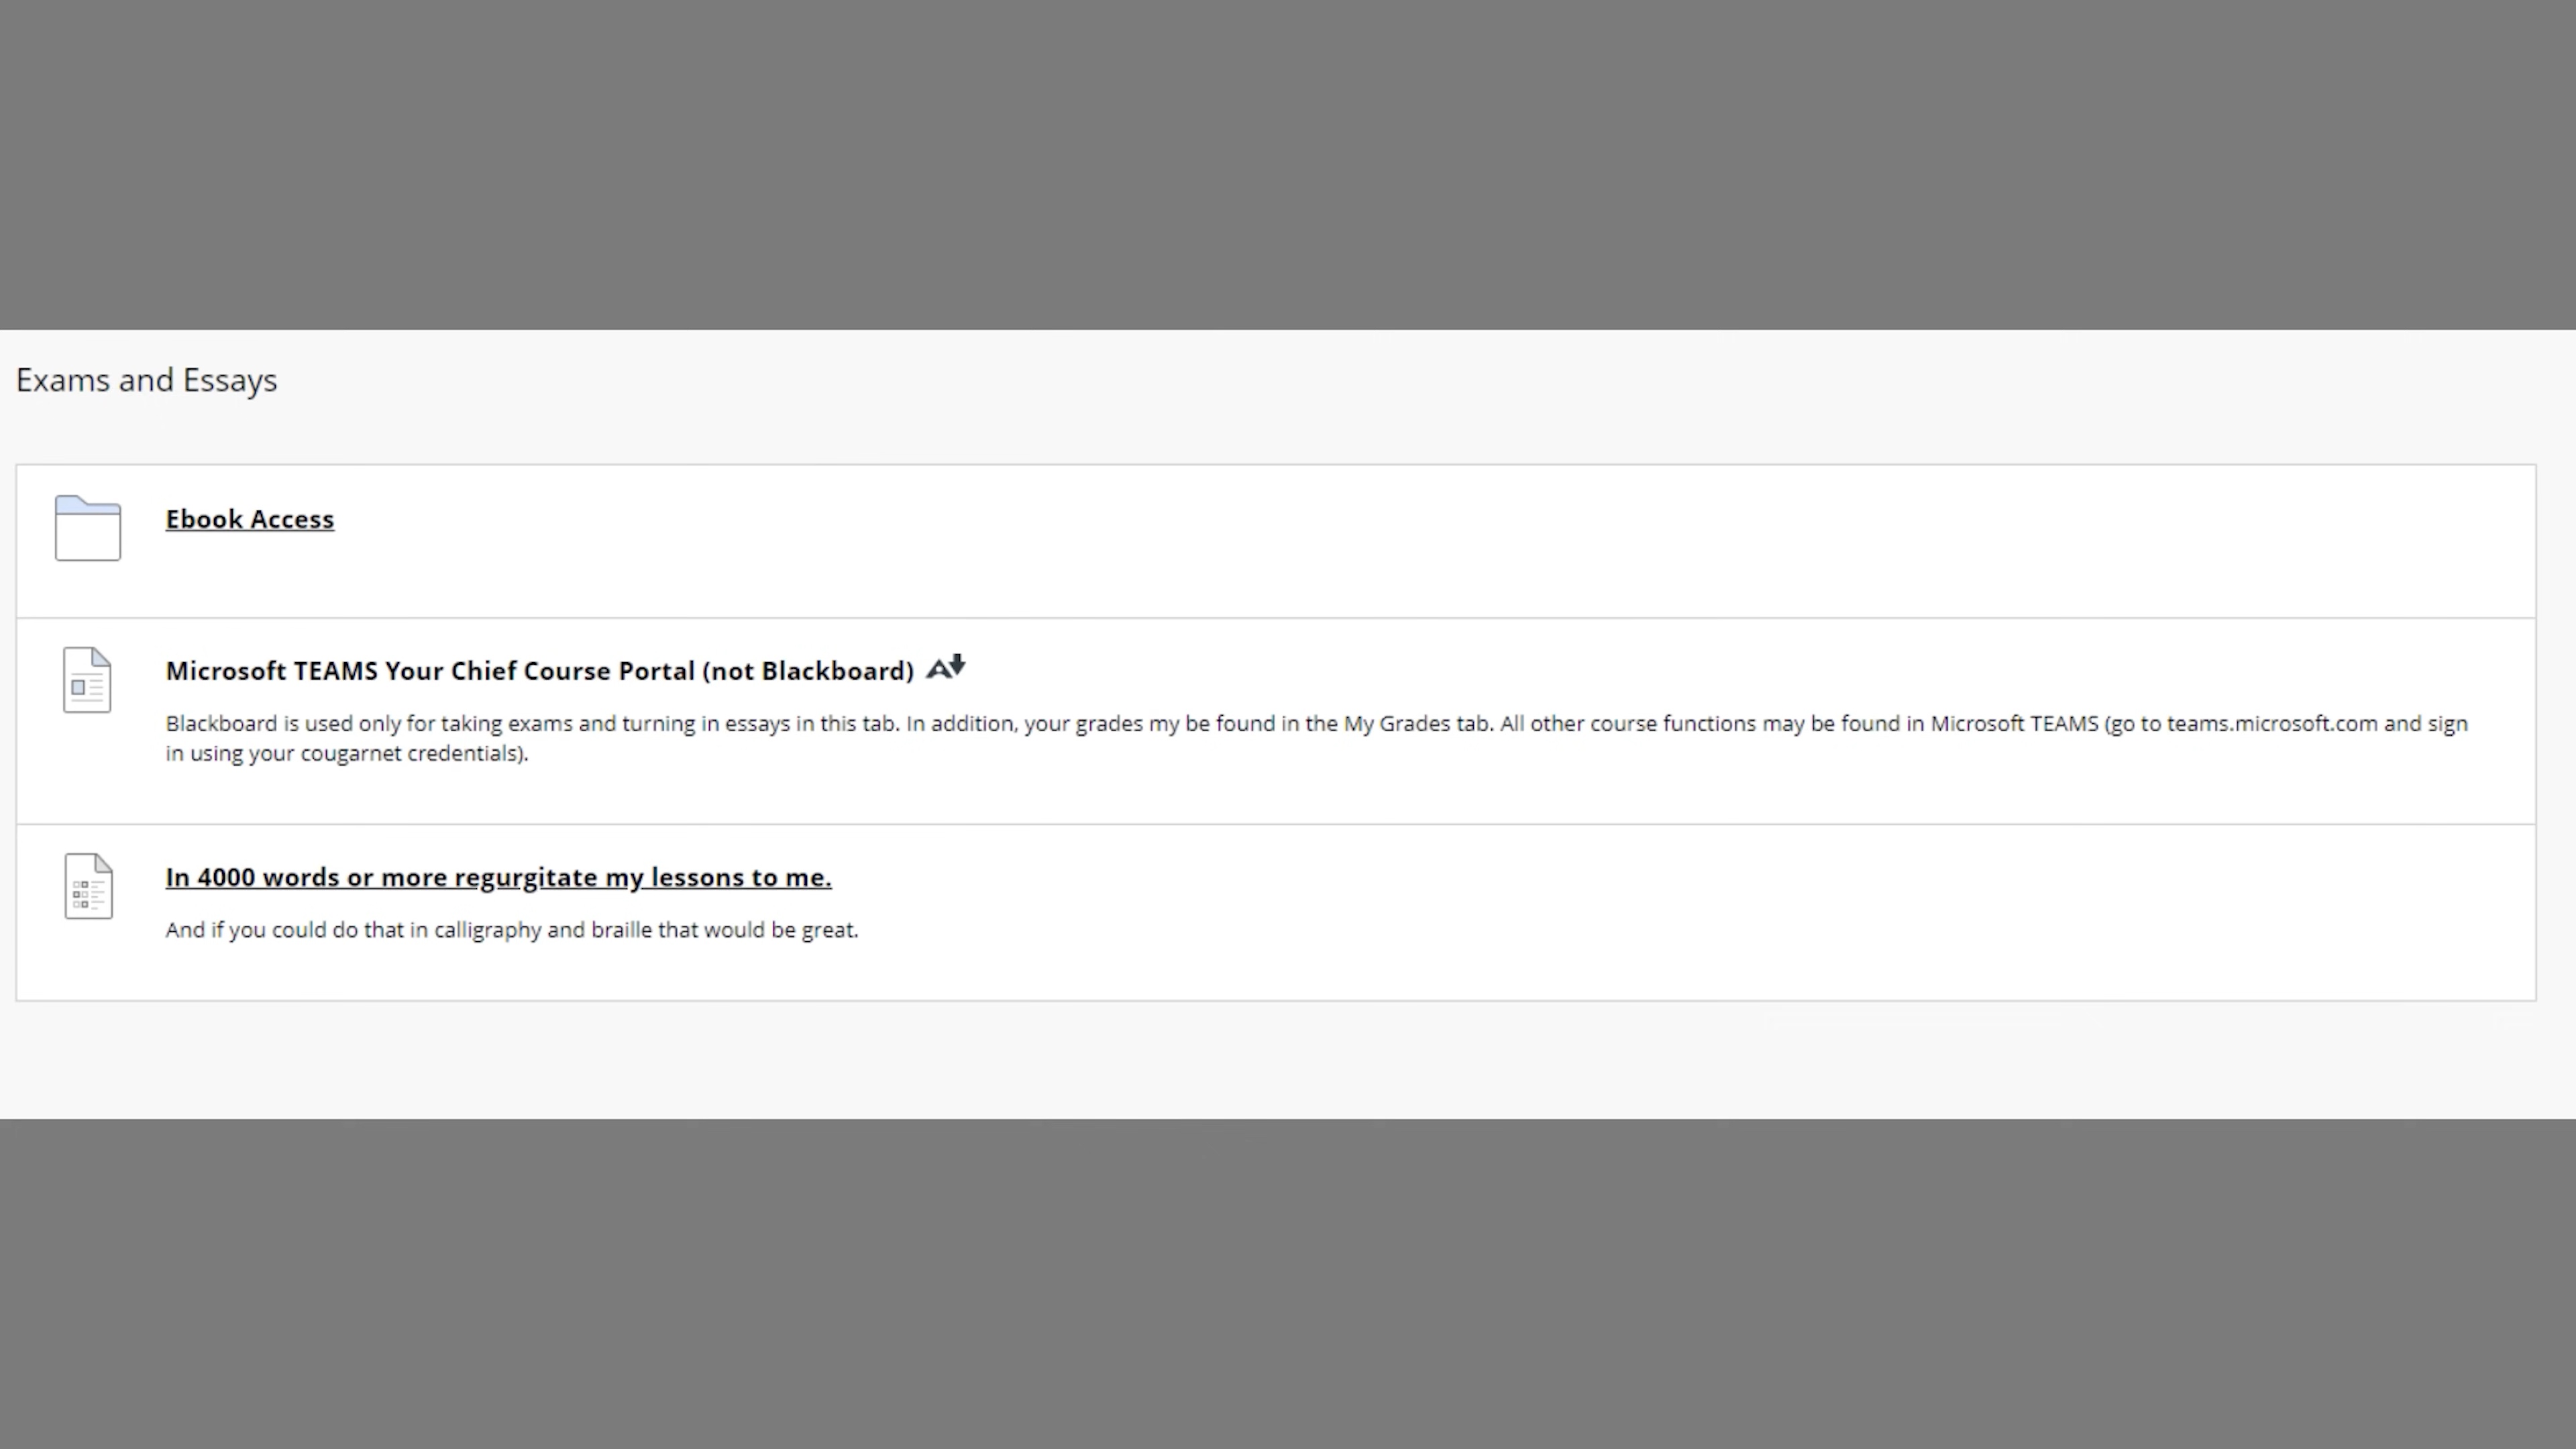 Exams and Essays
Ebook Access
Microsoft TEAMS Your Chief Course Portal (not Blackboard)
Blackboard is used only for taking exams and turning in essays in this tab. In addition, your grades my be found in the My Grades tab. All other course functions may be found in Microsoft TEAMS (go to teams.microsoft.com and sign
in using your cougarnet credentials).
In 4000 words or more regurgitate my lessons to me.
And if you could do that in calligraphy and braille that would be great.